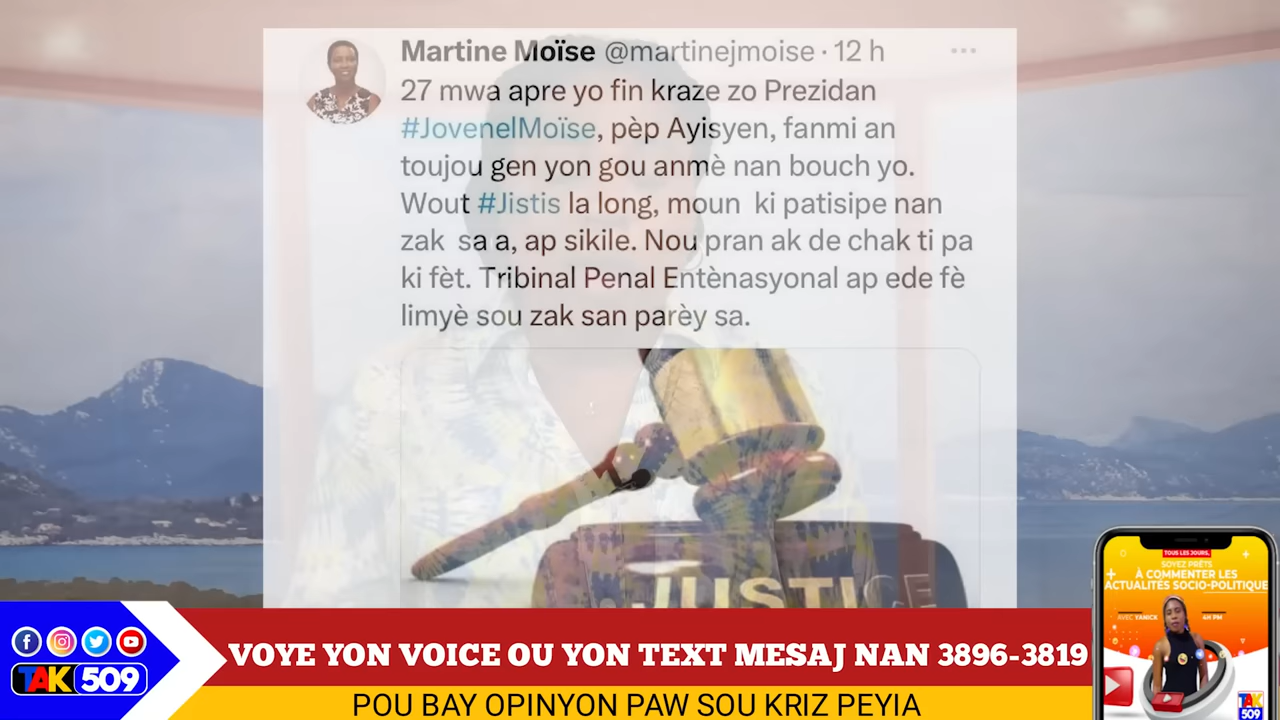 Martine Moïse @martinejmoise · 12 h
27 mwa apre yo fin kraze zo Prezidan
#JovenelMoïse, pèp Ayisyen, fanmi an
toujou gen yon gou anmè nan bouch yo.
Wout #Jistis la long, moun ki patisipe nan
zak sa a, ap sikile. Nou pran ak de chak ti pa
ki fèt. Tribinal Penal Entènasyonal ap ede fè
limyè sou zak san parèy sa.
JUSTICE
TOUS LES JOURS,
SOYEZ PRÊTS
À COMMENTER LES
ACTUALITÉS SOCIO-POLITIQUE
AVEC YANICK
4H PM
TAK
509
VOYE YON VOICE OU YON TEXT MESAJ NAN 3896-3819
TAK 509
POU BAY OPINYON PAW SOU KRIZ PEYIA